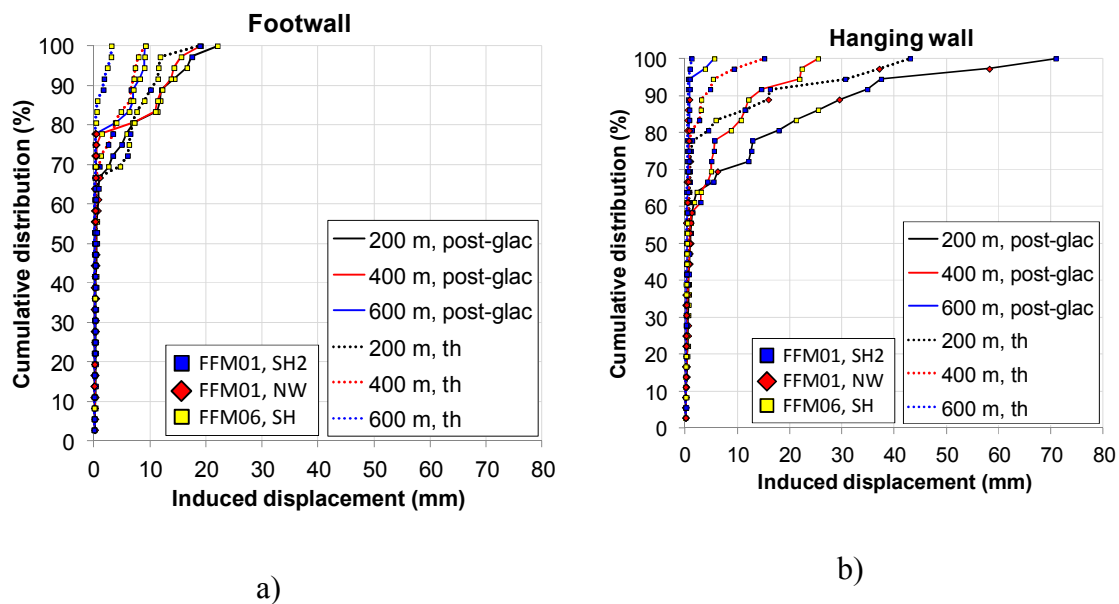 Footwall
Cumulative distribution (%)
100
90
80
70
60
50
40
30
20
10
0
200 m, post-glac
400 m, post-glac
600 m, post-glac
200 m, th
400 m, th
600 m, th
FFM01, SH2
FFM01, NW
FFM06, SH
0 10 20 30 40 50 60 70 80
Induced displacement (mm)
a)
Hanging wall
Cumulative distribution (%)
100
90
80
70
60
50
40
30
20
10
0
200 m, post-glac
400 m, post-glac
600 m, post-glac
200 m, th
400 m, th
600 m, th
FFM01, SH2
FFM01, NW
FFM06, SH
0 10 20 30 40 50 60 70 80
Induced displacement (mm)
b)